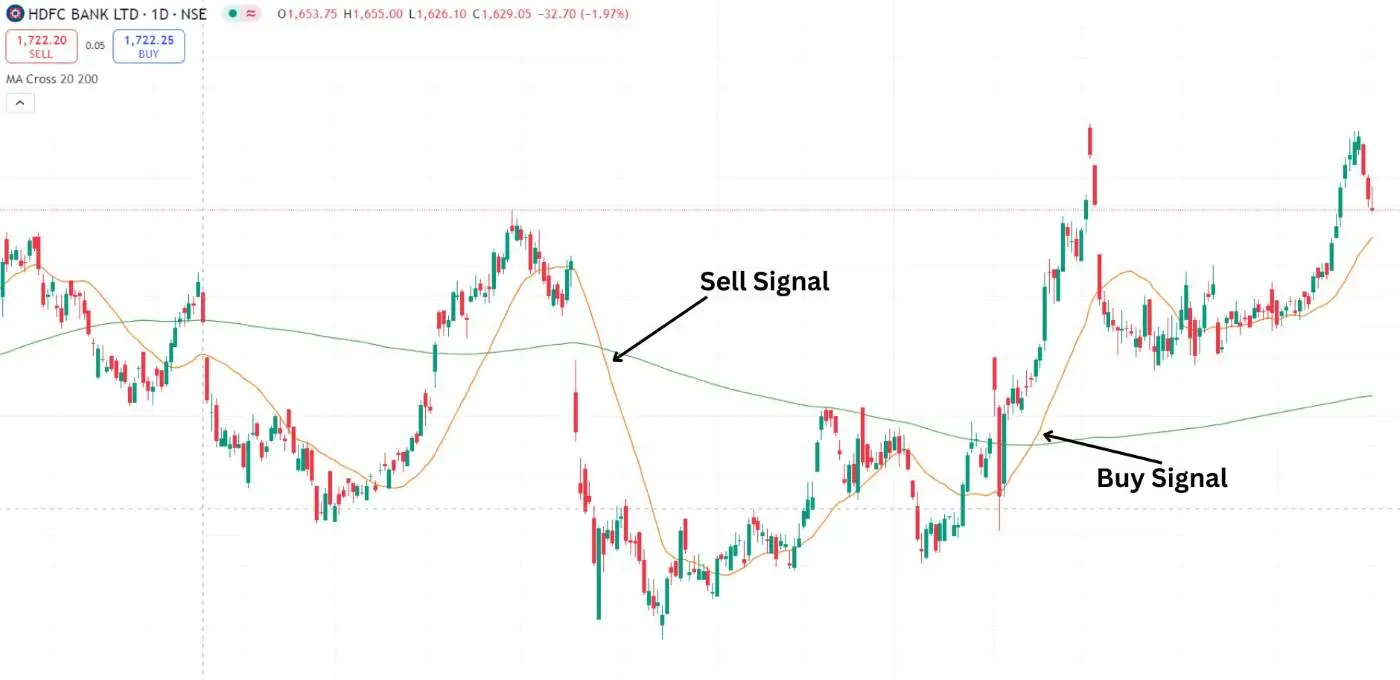 HDFC BANK LTD · 1D · NSE O1,653.75 H1,655.00 L1,626.10 C1,629.05 −32.70 (−1.97%)
1,722.20 0.05 1,722.25
SELL BUY
MA Cross 20 200
Sell Signal
Buy Signal